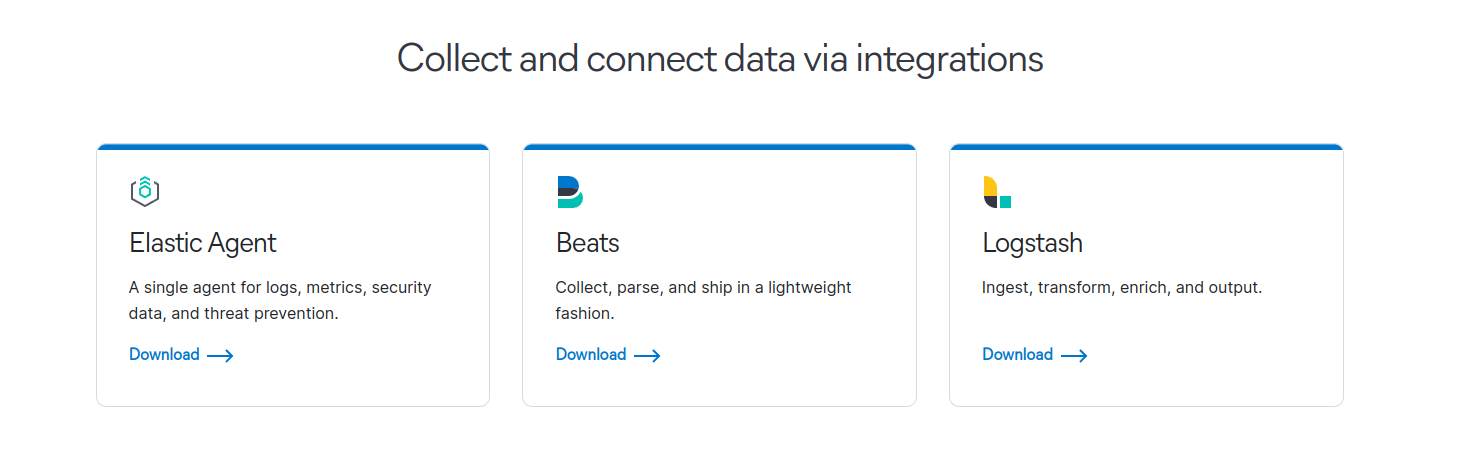 Collect and connect data via integrations
Elastic Agent
A single agent for logs, metrics, security
data, and threat prevention.
Download
Beats
Collect, parse, and ship in a lightweight
fashion.
Download
Logstash
Ingest, transform, enrich, and output.
Download